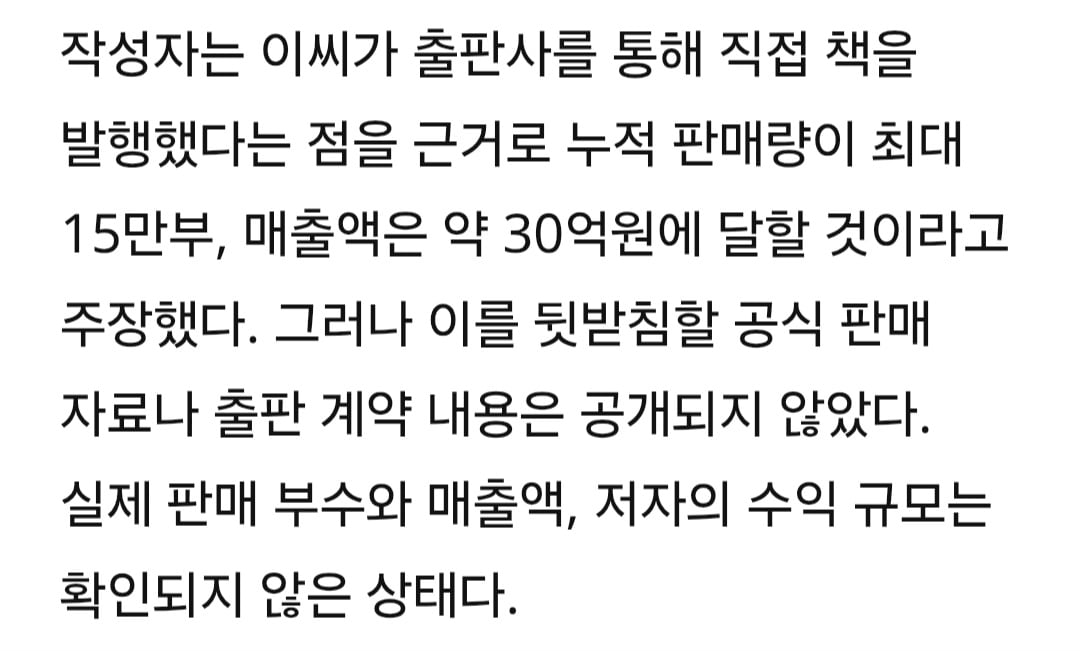 작성자는 이씨가 출판사를 통해 직접 책을
발행했다는 점을 근거로 누적 판매량이 최대
15만부, 매출액은 약 30억원에 달할 것이라고
주장했다. 그러나 이를 뒷받침할 공식 판매
자료나 출판 계약 내용은 공개되지 않았다.
실제 판매 부수와 매출액, 저자의 수익 규모는
확인되지 않은 상태다.